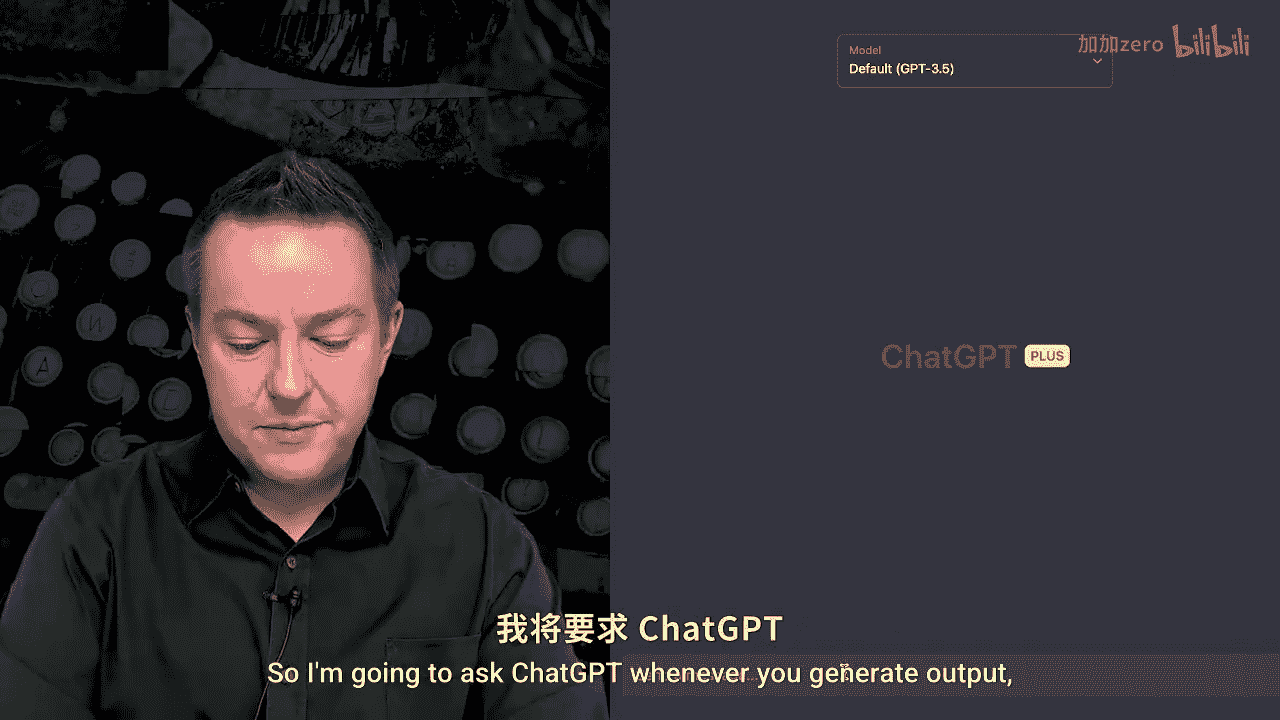 加加zero bilibili
Model
Default (GPT-3.5)
ChatGPT PLUS
И
A
我将要求 ChatGPT
So I'm going to ask ChatGPT whenever you generate output,